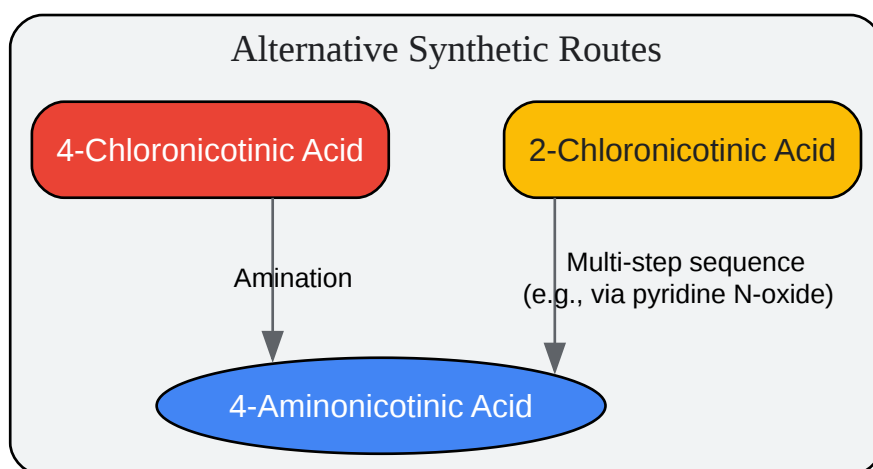 Alternative Synthetic Routes
4-Chloronicotinic Acid
2-Chloronicotinic Acid
Amination
Multi-step sequence
(e.g., via pyridine N-oxide)
4-Aminonicotinic Acid